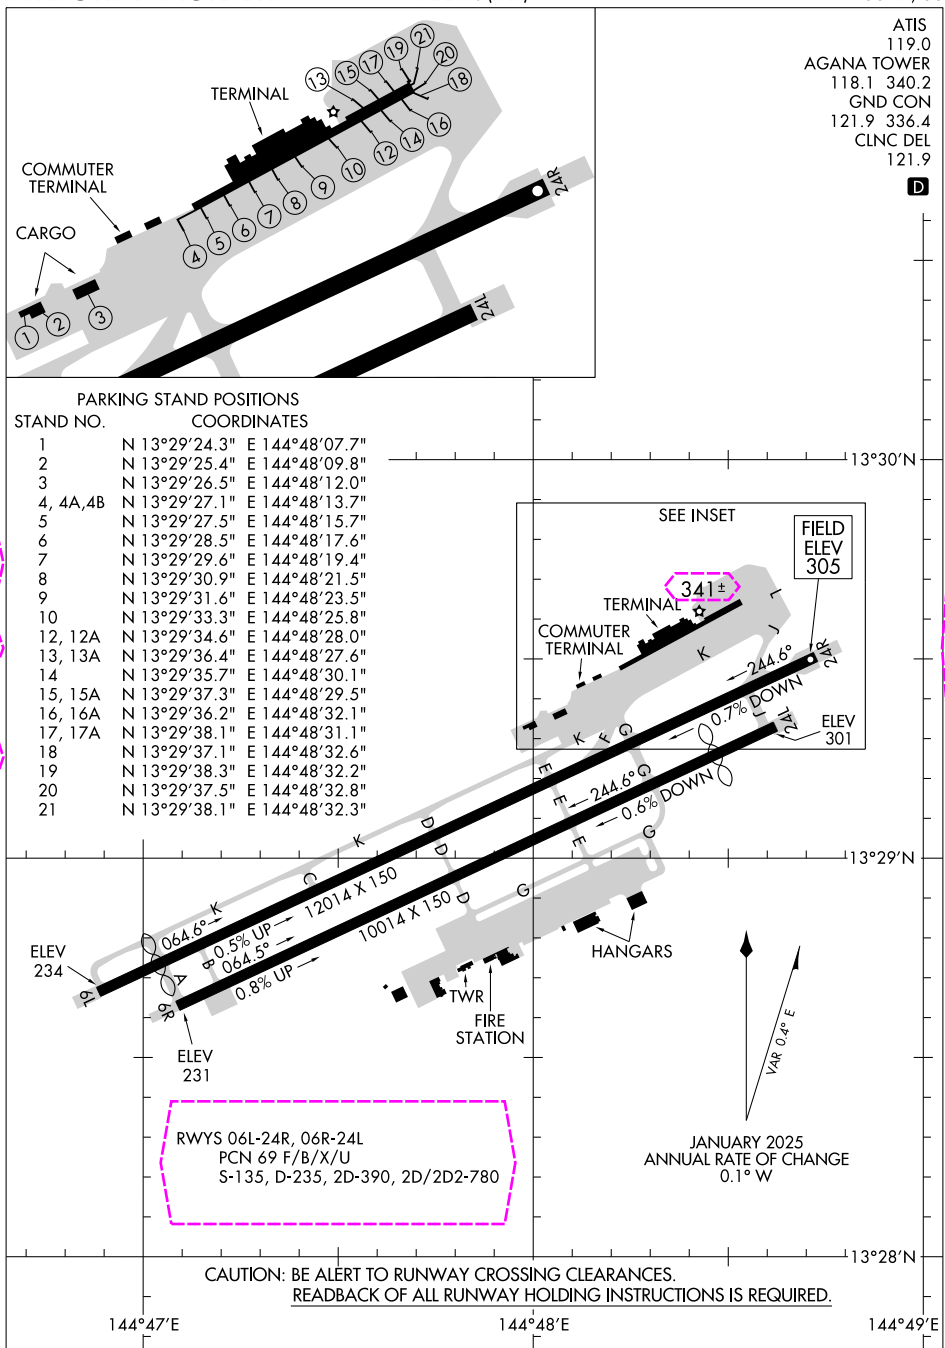 ATIS
119.0
AGANA TOWER
118.1 340.2
GND CON
121.9 336.4
CLNC DEL
121.9
D
TERMINAL
COMMUTER
TERMINAL
CARGO
1
2
3
4
5
6
7
8
9
10
12
14
16
18
20
21
19
17
15
13
24R
24L
PARKING STAND POSITIONS
STAND NO. COORDINATES
1 N 13°29'24.3" E 144°48'07.7"
2 N 13°29'25.4" E 144°48'09.8"
3 N 13°29'26.5" E 144°48'12.0"
4, 4A,4B N 13°29'27.1" E 144°48'13.7"
5 N 13°29'27.5" E 144°48'15.7"
6 N 13°29'28.5" E 144°48'17.6"
7 N 13°29'29.6" E 144°48'19.4"
8 N 13°29'30.9" E 144°48'21.5"
9 N 13°29'31.6" E 144°48'23.5"
10 N 13°29'33.3" E 144°48'25.8"
12, 12A N 13°29'34.6" E 144°48'28.0"
13, 13A N 13°29'36.4" E 144°48'27.6"
14 N 13°29'35.7" E 144°48'30.1"
15, 15A N 13°29'37.3" E 144°48'29.5"
16, 16A N 13°29'36.2" E 144°48'32.1"
17, 17A N 13°29'38.1" E 144°48'31.1"
18 N 13°29'37.1" E 144°48'32.6"
19 N 13°29'38.3" E 144°48'32.2"
20 N 13°29'37.5" E 144°48'32.8"
21 N 13°29'38.1" E 144°48'32.3"
13°30'N
SEE INSET
FIELD
ELEV
305
341±
TERMINAL
COMMUTER
TERMINAL
L
J
K
24R
244.6°
0.7% DOWN
24L
ELEV
301
K
F
G
G
E
E
E
G
244.6°
0.6% DOWN
13°29'N
K
D
D
D
C
G
K
12014 X 150
10014 X 150
064.6°
0.5% UP
064.5°
0.8% UP
B
A
ELEV
234
6L
6R
ELEV
231
HANGARS
TWR
FIRE
STATION
VAR 0.4° E
JANUARY 2025
ANNUAL RATE OF CHANGE
0.1° W
RWYS 06L-24R, 06R-24L
PCN 69 F/B/X/U
S-135, D-235, 2D-390, 2D/2D2-780
13°28'N
CAUTION: BE ALERT TO RUNWAY CROSSING CLEARANCES.
READBACK OF ALL RUNWAY HOLDING INSTRUCTIONS IS REQUIRED.
144°47'E
144°48'E
144°49'E